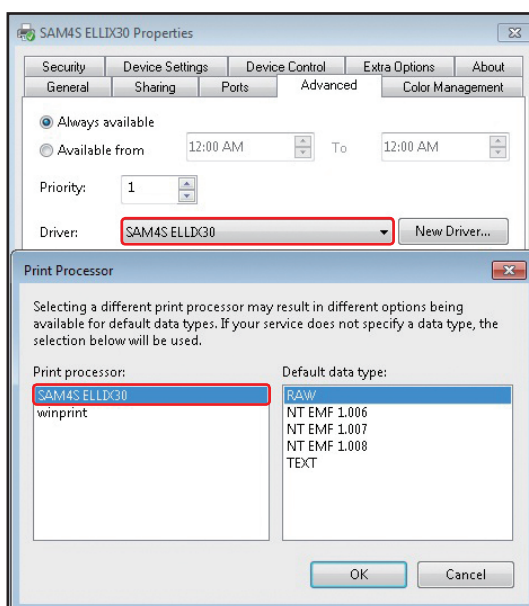 SAM4S ELLIX30 Properties
Security Device Settings Device Control Extra Options About
General Sharing Ports Advanced Color Management
Always available
Available from 12:00 AM To 12:00 AM
Priority: 1
Driver: SAM4S ELLIX30 New Driver...
Print Processor
Selecting a different print processor may result in different options being
available for default data types. If your service does not specify a data type, the
selection below will be used.
Print processor: Default data type:
SAM4S ELLIX30 RAW
winprint NT EMF 1.006
NT EMF 1.007
NT EMF 1.008
TEXT
OK Cancel